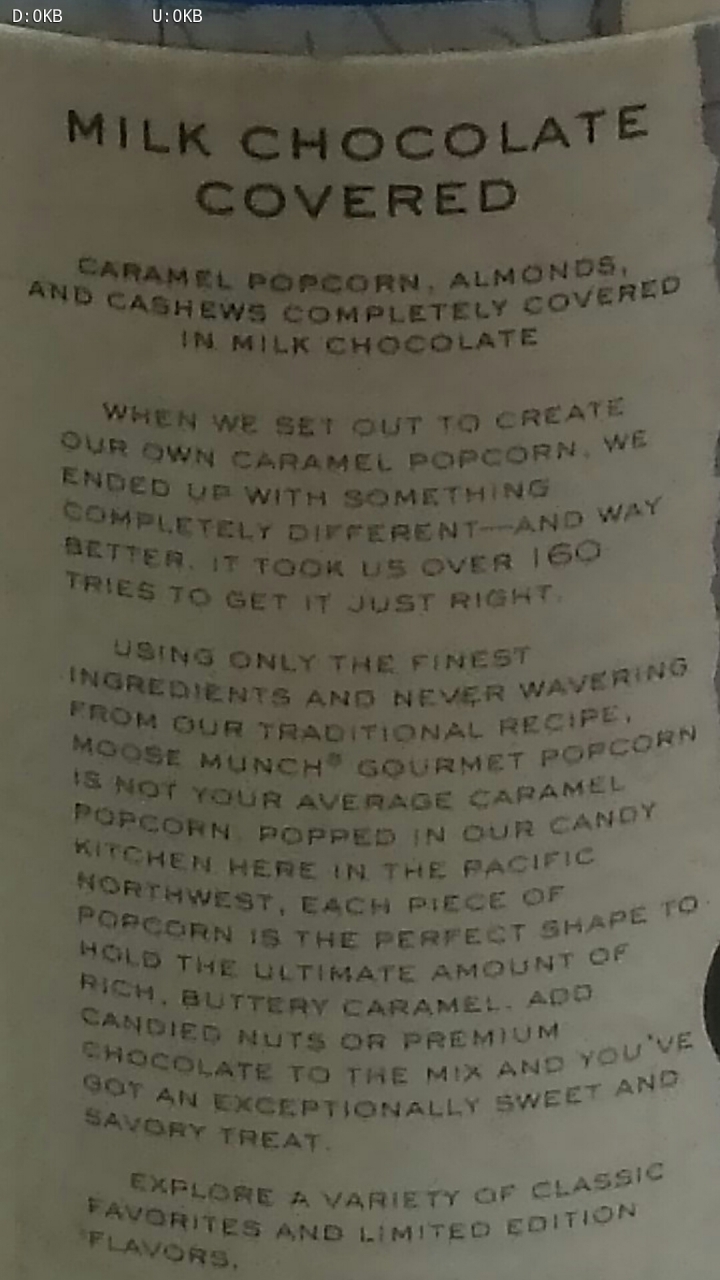 D:0KB U:0KB
MILK CHOCOLATE
COVERED
CARAMEL POPCORN, ALMONDS,
AND CASHEWS COMPLETELY COVERED
IN MILK CHOCOLATE
WHEN WE SET OUT TO CREATE
OUR OWN CARAMEL POPCORN, WE
ENDED UP WITH SOMETHING
COMPLETELY DIFFERENT—AND WAY
BETTER. IT TOOK US OVER 160
TRIES TO GET IT JUST RIGHT.
USING ONLY THE FINEST
INGREDIENTS AND NEVER WAVERING
FROM OUR TRADITIONAL RECIPE,
MOOSE MUNCH® GOURMET POPCORN
IS NOT YOUR AVERAGE CARAMEL
POPCORN. POPPED IN OUR CANDY
KITCHEN HERE IN THE PACIFIC
NORTHWEST, EACH PIECE OF
POPCORN IS THE PERFECT SHAPE TO
HOLD THE ULTIMATE AMOUNT OF
RICH, BUTTERY CARAMEL. ADD
CANDIED NUTS OR PREMIUM
CHOCOLATE TO THE MIX AND YOU'VE
GOT AN EXCEPTIONALLY SWEET AND
SAVORY TREAT.
EXPLORE A VARIETY OF CLASSIC
FAVORITES AND LIMITED EDITION
FLAVORS.